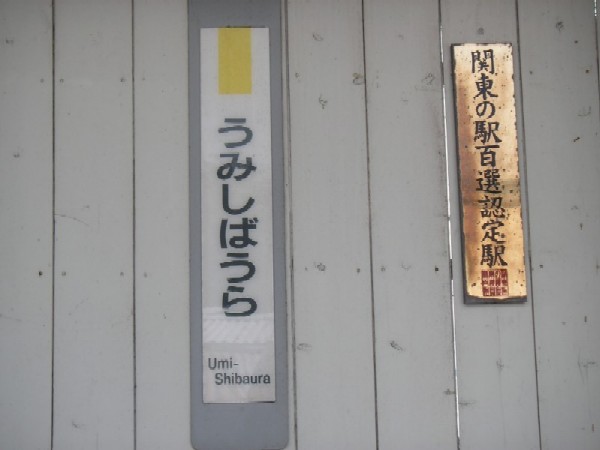 うみしばうら
Umi-
Shibaura
関東の駅百選認定駅